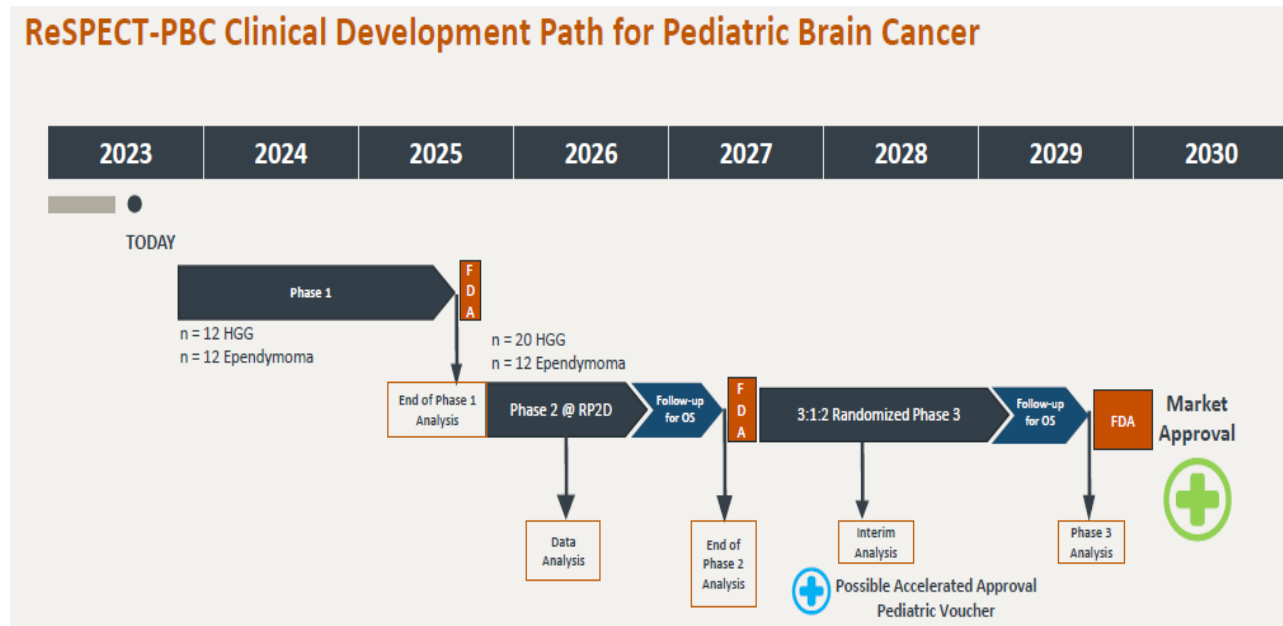 ReSPECT-PBC Clinical Development Path for Pediatric Brain Cancer
2023 2024 2025 2026 2027 2028 2029 2030
TODAY
Phase 1
F
D
A
n = 12 HGG
n = 12 Ependymoma
n = 20 HGG
n = 12 Ependymoma
End of Phase 1
Analysis
Phase 2 @ RP2D
Follow-up
for OS
F
D
A
3:1:2 Randomized Phase 3
Follow-up
for OS
FDA
Market
Approval
Data
Analysis
End of
Phase 2
Analysis
Interim
Analysis
Phase 3
Analysis
Possible Accelerated Approval
Pediatric Voucher